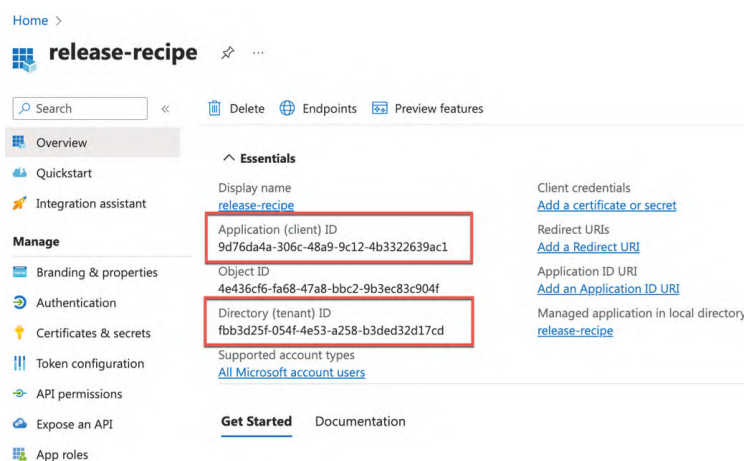 Home >
release-recipe
Search
Delete Endpoints Preview features
Overview
Quickstart
Integration assistant
Manage
Branding & properties
Authentication
Certificates & secrets
Token configuration
API permissions
Expose an API
App roles
Essentials
Display name
release-recipe
Application (client) ID
9d76da4a-306c-48a9-9c12-4b3322639ac1
Object ID
4e436cf6-fa68-47a8-bbc2-9b3ec83c904f
Directory (tenant) ID
fbb3d25f-054f-4e53-a258-b3ded32d17cd
Supported account types
All Microsoft account users
Client credentials
Add a certificate or secret
Redirect URIs
Add a Redirect URI
Application ID URI
Add an Application ID URI
Managed application in local directory
release-recipe
Get Started Documentation